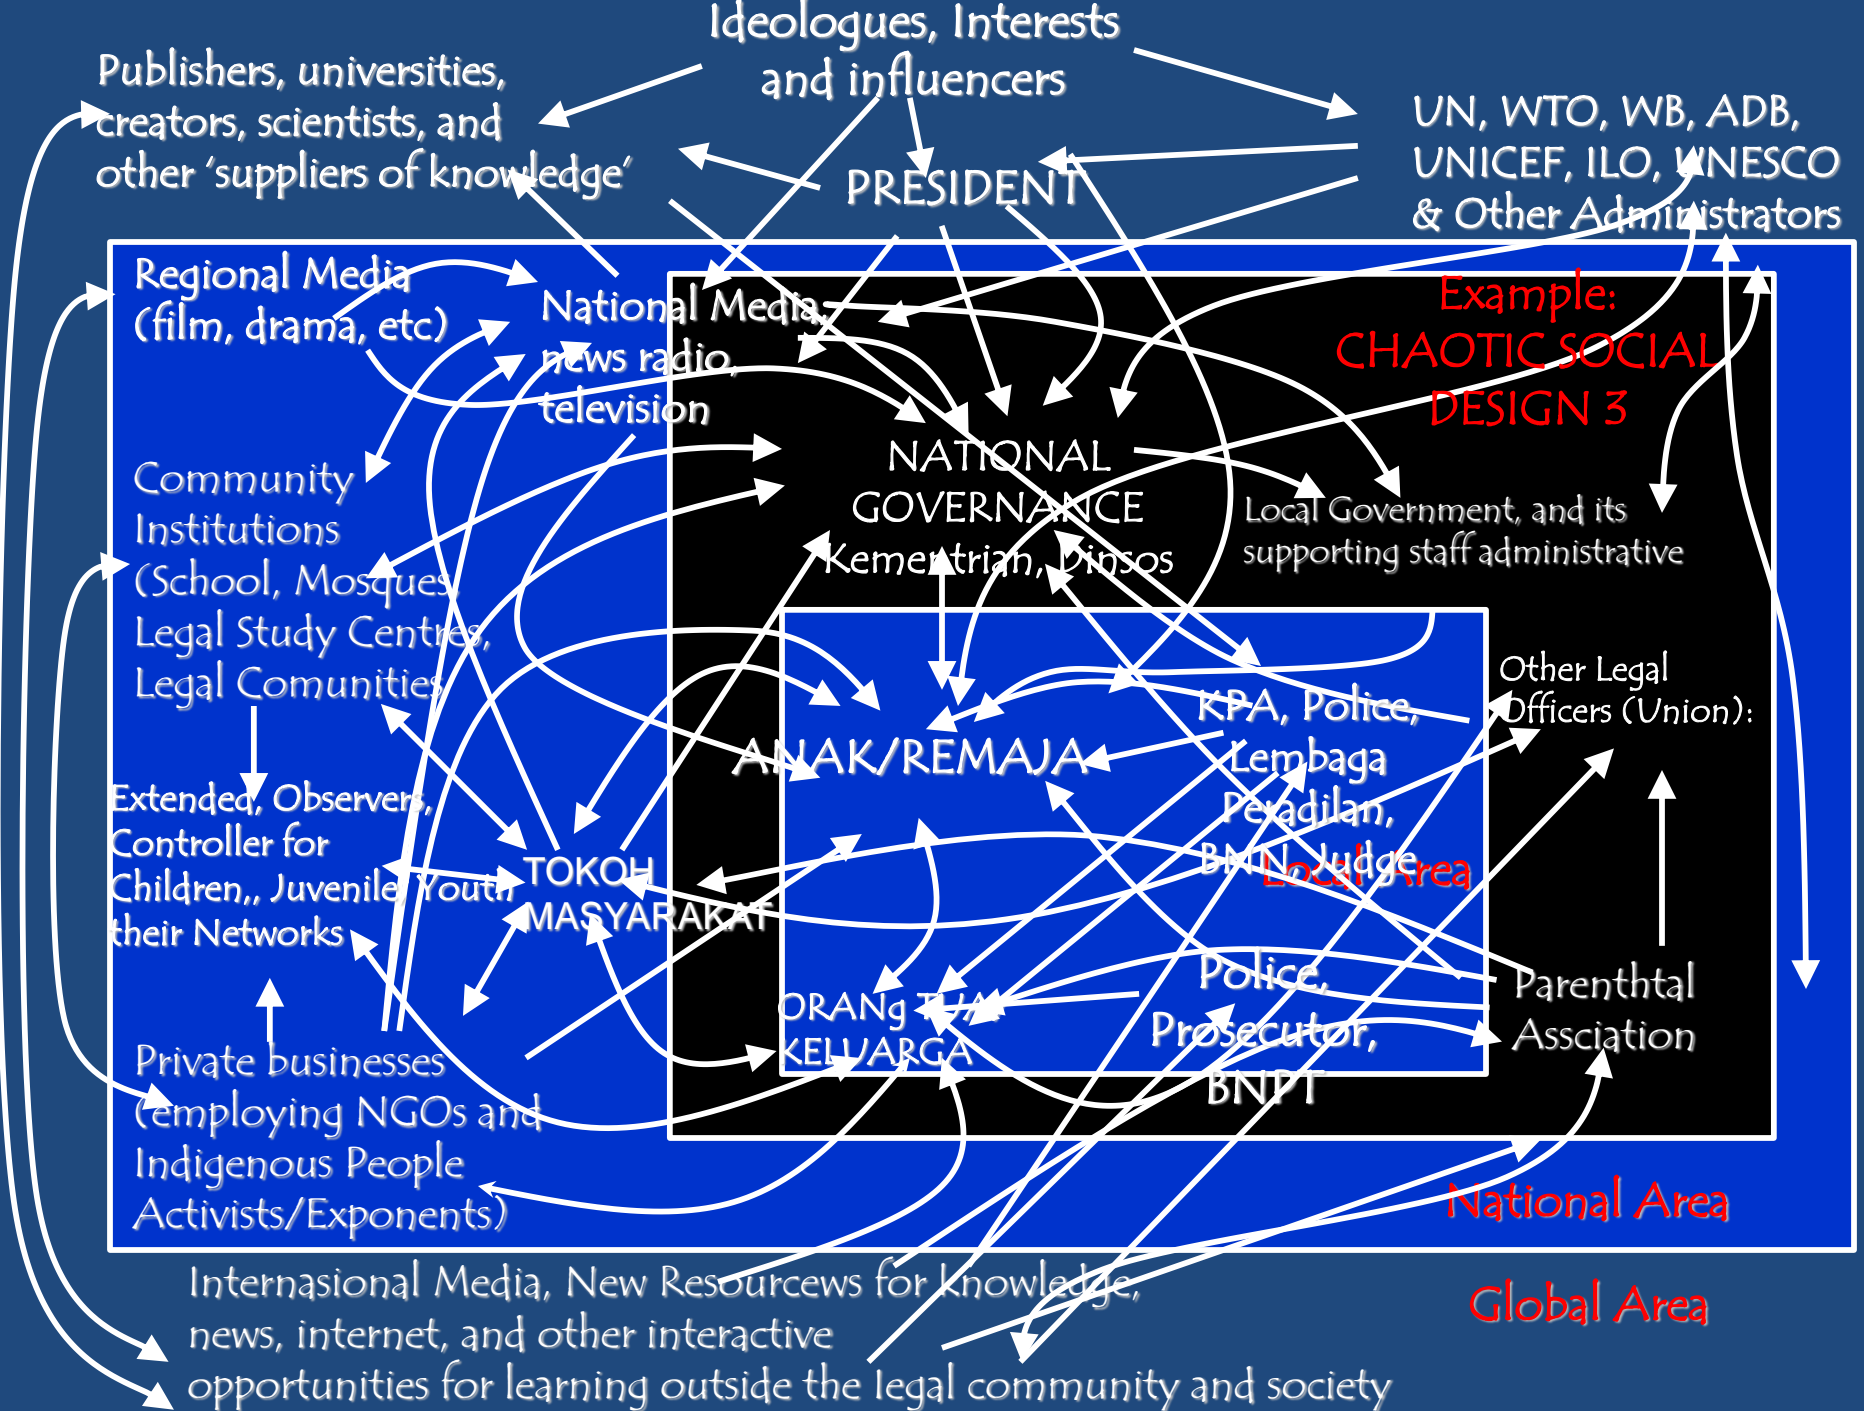 Ideologues, Interests
and influencers
Publishers, universities,
creators, scientists, and
other ‘suppliers of knowledge’
UN, WTO, WB, ADB,
UNICEF, ILO, UNESCO
& Other Administrators
PRESIDENT
Regional Media
(film, drama, etc)
National Media;
news radio,
television
Example:
CHAOTIC SOCIAL
DESIGN 3
NATIONAL
GOVERNANCE
Kementrian, Dinsos
Local Government, and its
supporting staff administrative
Community
Institutions
(School, Mosques,
Legal Study Centres,
Legal Comunities
Other Legal
Officers (Union):
KPA, Police,
Lembaga
Peradilan,
BNN, Judge
Local Area
ANAK/REMAJA
Extended, Observers,
Controller for
Children,, Juvenile, Youth
their Networks
TOKOH
MASYARAKAT
ORANg TUA
KELUARGA
Police,
Prosecutor,
BNPT
Parenthtal
Assciation
Private businesses
(employing NGOs and
Indigenous People
Activists/Exponents)
National Area
Internasional Media, New Resourcews for knowledge,
news, internet, and other interactive
opportunities for learning outside the legal community and society
Global Area